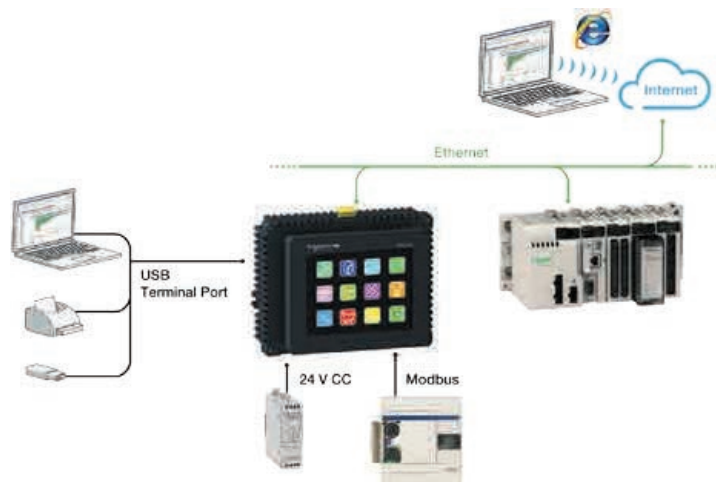 Internet
Ethernet
USB
Terminal Port
24 V CC
Modbus